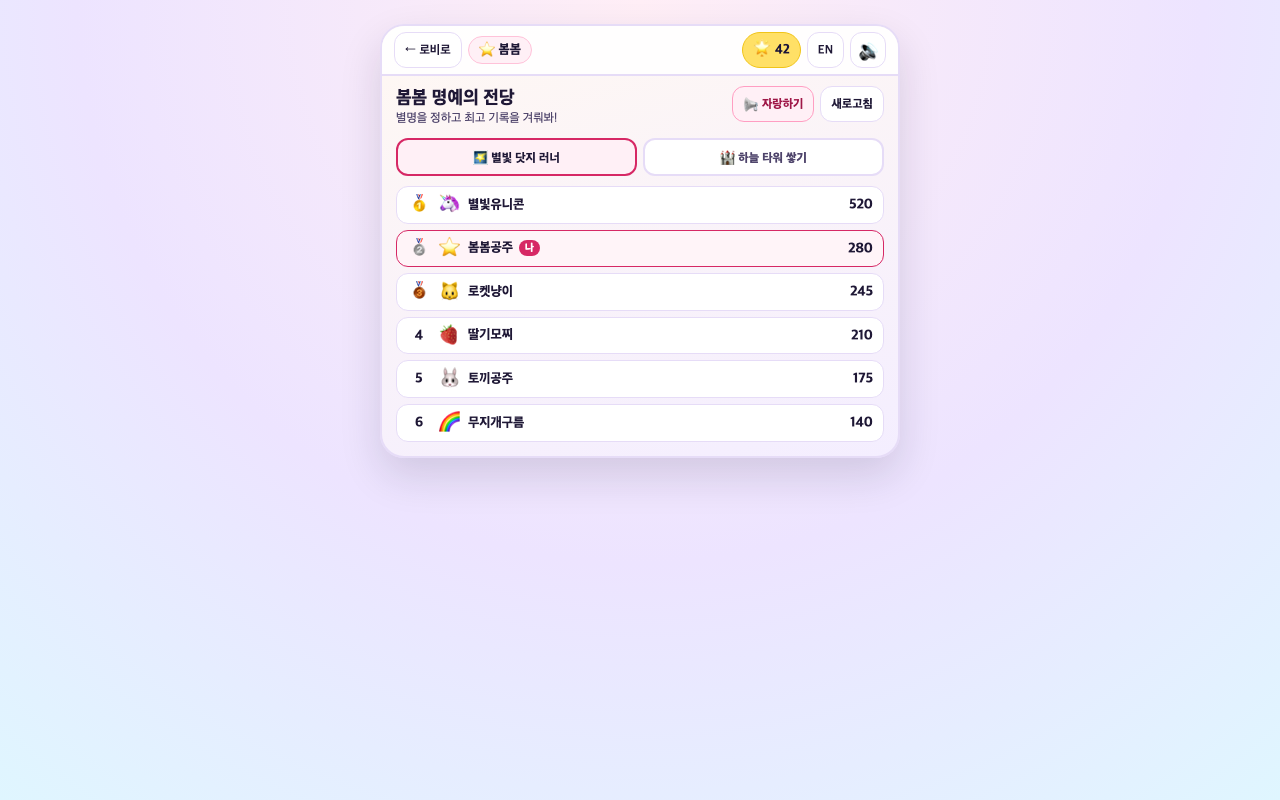 ← 로비로 봄봄 42 EN
봄봄 명예의 전당
별명을 정하고 최고 기록을 겨뤄봐!
자랑하기 새로고침
별빛 닷지 러너 하늘 타워 쌓기
1 별빛유니콘 520
2 봄봄공주 나 280
3 로켓냥이 245
4 딸기모찌 210
5 토끼공주 175
6 무지개구름 140